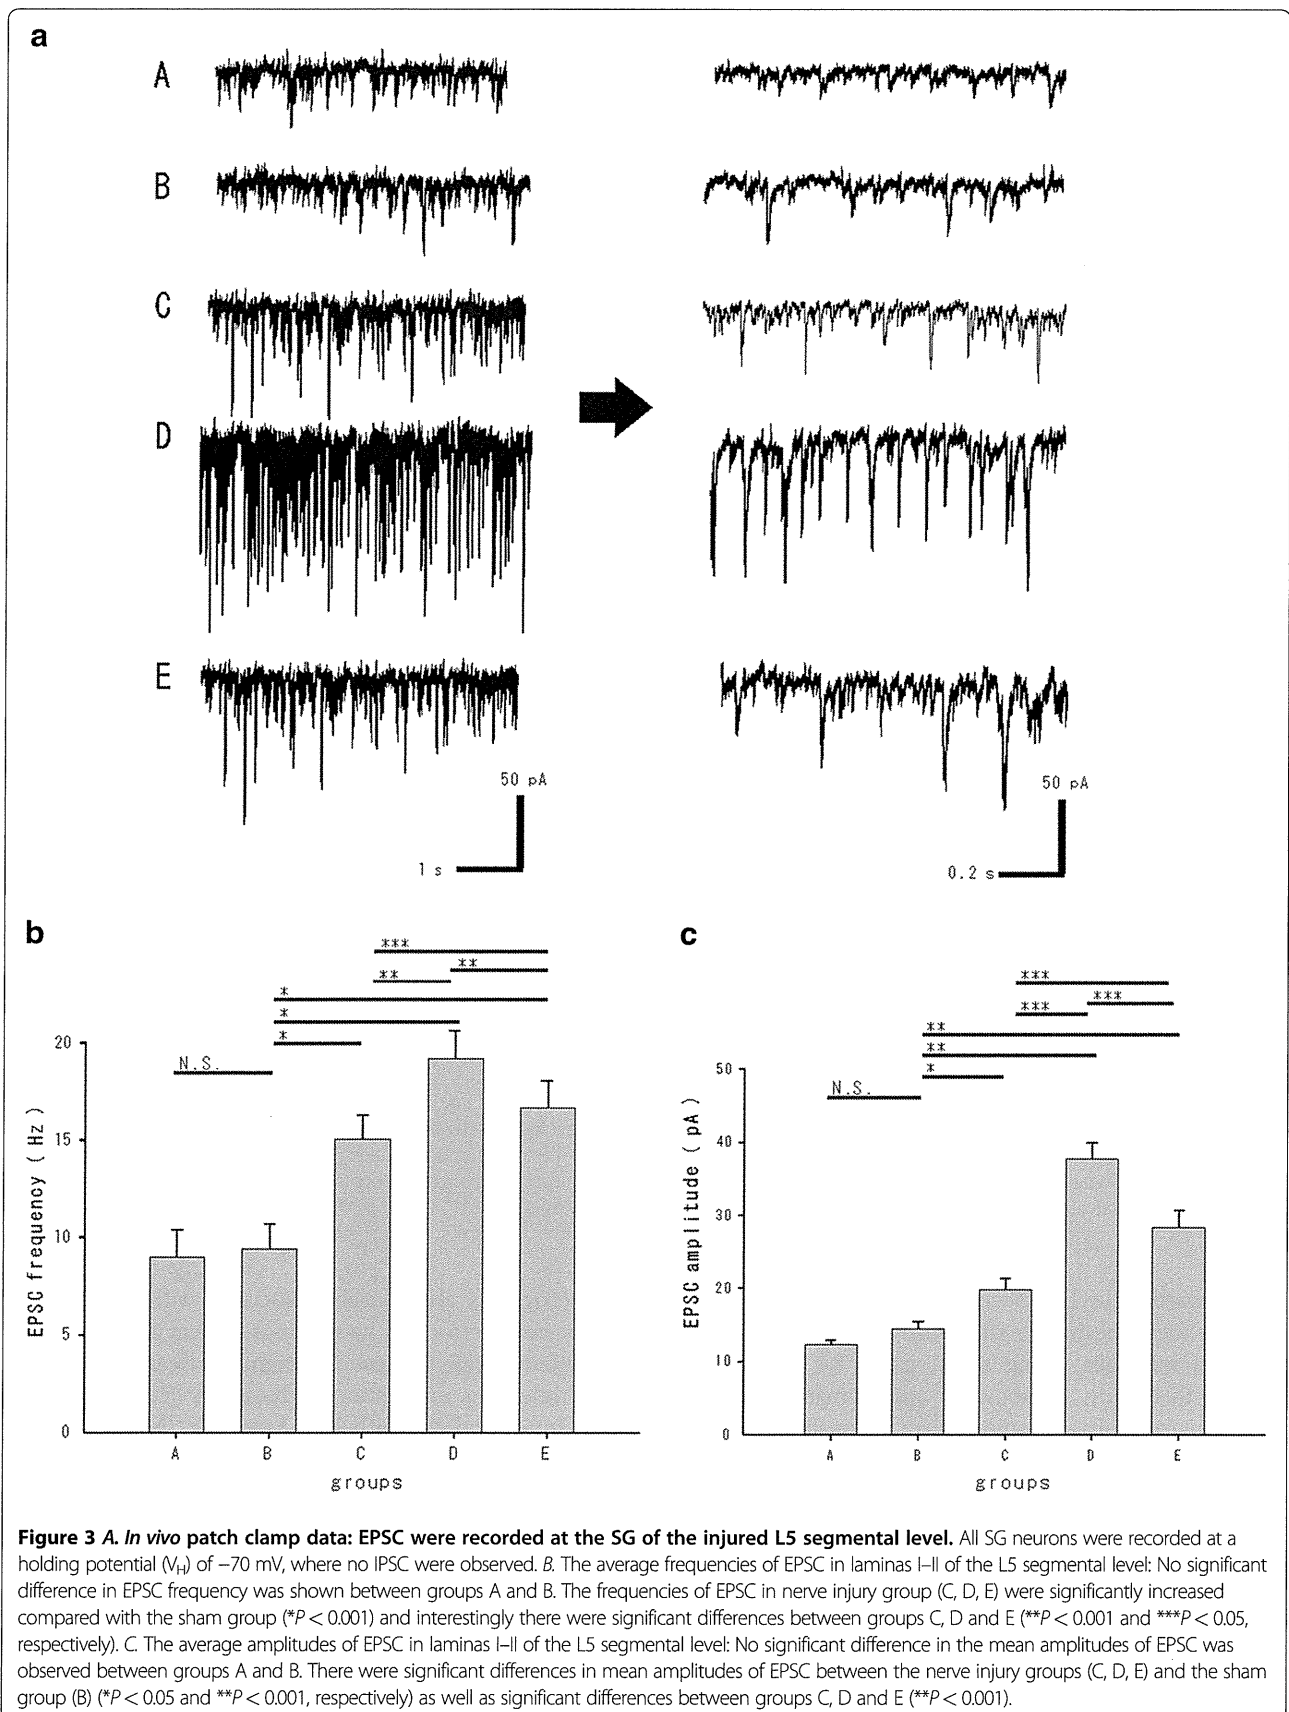 a
A
B
C
D
E
50 pA
1 s
50 pA
0.2 s
b
***
**
**
*
*
*
N.S.
20
15
10
5
0
EPSC frequency ( Hz )
A B C D E
groups
c
***
***
***
**
**
*
N.S.
50
40
30
20
10
0
EPSC amplitude ( pA )
A B C D E
groups
Figure 3 A. In vivo patch clamp data: EPSC were recorded at the SG of the injured L5 segmental level. All SG neurons were recorded at a
holding potential (VH) of −70 mV, where no IPSC were observed. B. The average frequencies of EPSC in laminas I–II of the L5 segmental level: No significant
difference in EPSC frequency was shown between groups A and B. The frequencies of EPSC in nerve injury group (C, D, E) were significantly increased
compared with the sham group (*P < 0.001) and interestingly there were significant differences between groups C, D and E (**P < 0.001 and ***P < 0.05,
respectively). C. The average amplitudes of EPSC in laminas I–II of the L5 segmental level: No significant difference in the mean amplitudes of EPSC was
observed between groups A and B. There were significant differences in mean amplitudes of EPSC between the nerve injury groups (C, D, E) and the sham
group (B) (*P < 0.05 and **P < 0.001, respectively) as well as significant differences between groups C, D and E (**P < 0.001).